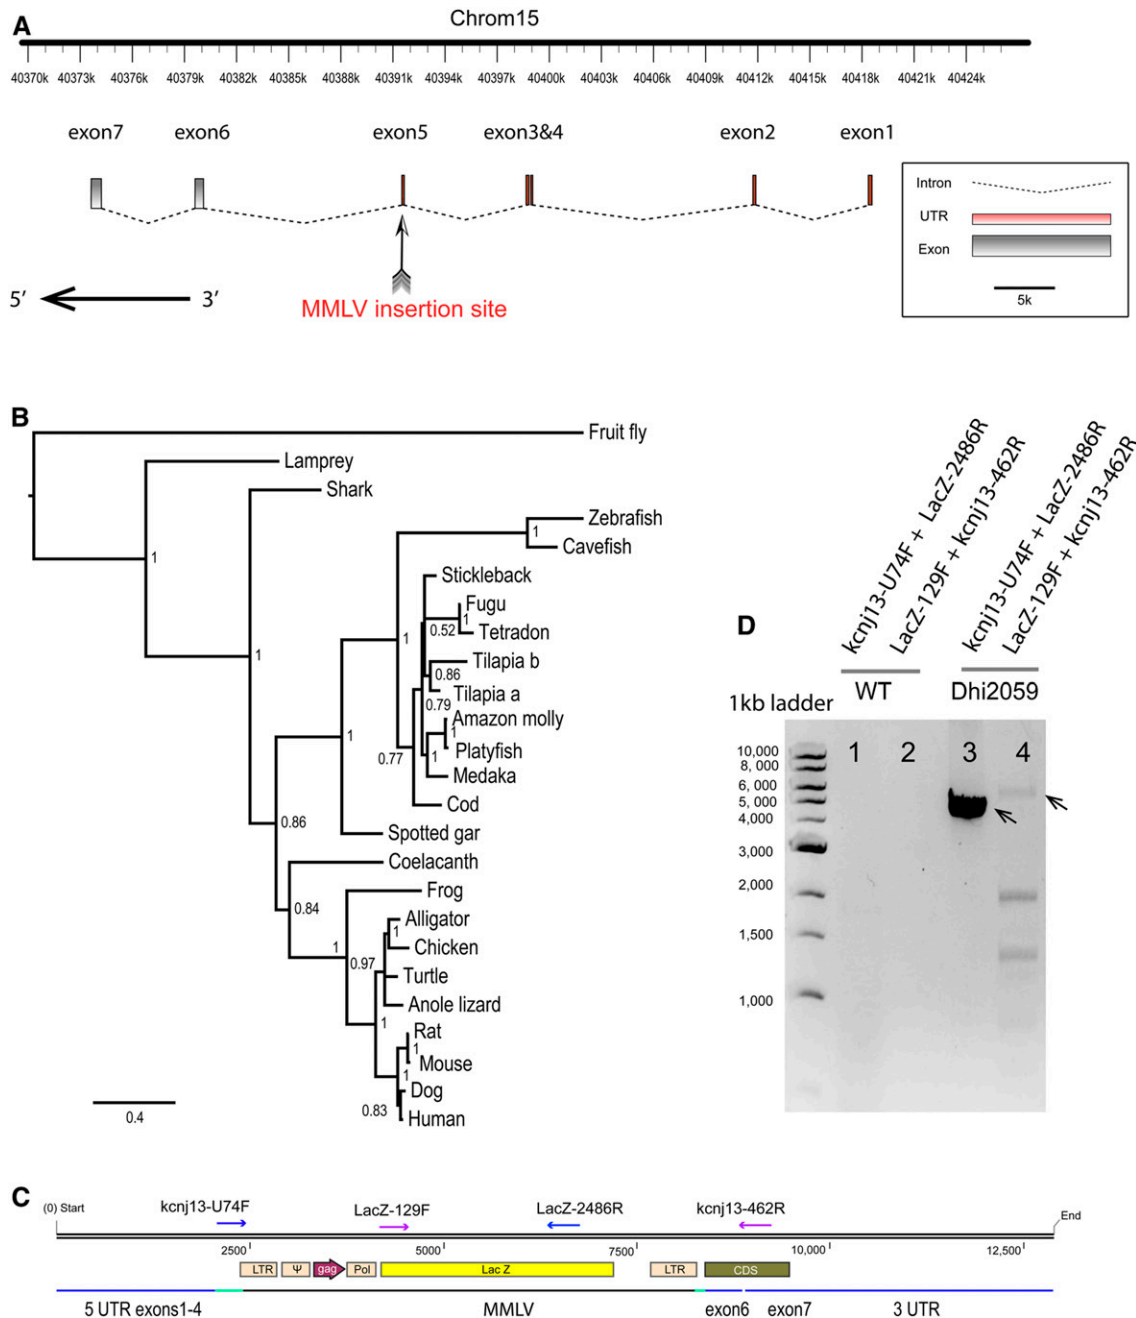 A
Chrom15
40370k 40373k 40376k 40379k 40382k 40385k 40388k 40391k 40394k 40397k 40400k 40403k 40406k 40409k 40412k 40415k 40418k 40421k 40424k
exon7 exon6 exon5 exon3&4 exon2 exon1
Intron
UTR
Exon
5k
5’ 3’
MMLV insertion site
B
Fruit fly
Lamprey
Shark
Zebrafish
1
Cavefish
Stickleback
Fugu
1
0.52
Tetradon
Tilapia b
0.86
Tilapia a
0.79
Amazon molly
1
Platyfish
1
Medaka
0.77
Cod
1
1
1
1
Spotted gar
0.86
Coelacanth
0.84
Frog
1
Alligator
1
Chicken
0.97
Turtle
Anole lizard
1
Rat
1
Mouse
1
Dog
0.83
Human
0.4
D
kcnj13-U74F + LacZ-2486R
LacZ-129F + kcnj13-462R
kcnj13-U74F + LacZ-2486R
LacZ-129F + kcnj13-462R
WT Dhi2059
1kb ladder
1 2 3 4
10,000
8, 000
6, 000
5, 000
4,000
3,000
2,000
1,500
1,000
C
(0) Start
kcnj13-U74F LacZ-129F LacZ-2486R kcnj13-462R
End
2500 5000 7500 10,000 12,500
LTR Ψ gag Pol Lac Z LTR CDS
5 UTR exons1-4 MMLV exon6 exon7 3 UTR